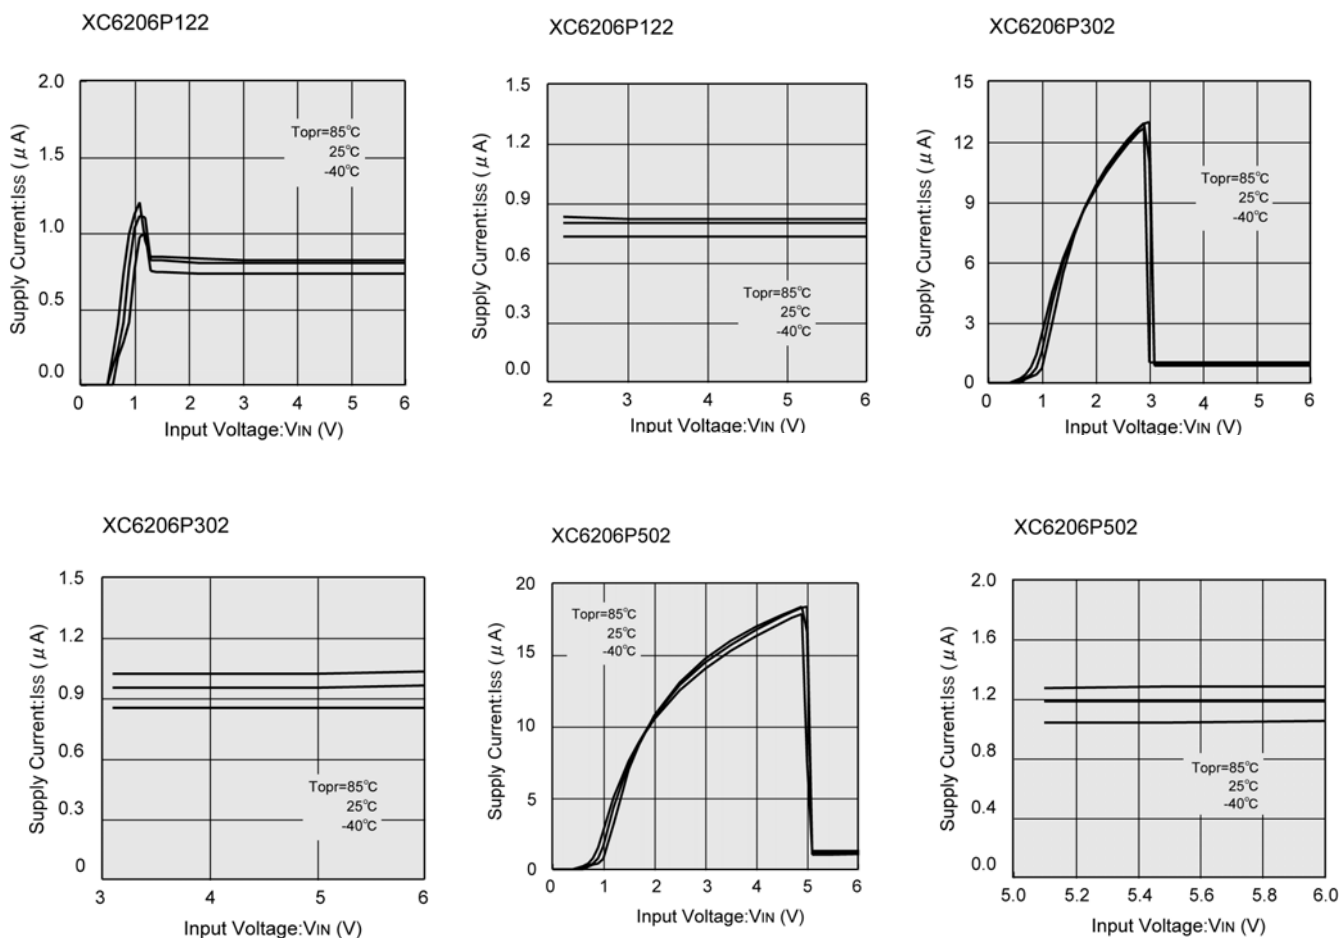 XC6206P122
2.0
1.5
1.0
0.5
0.0
Supply Current:Iss ( μ A)
Topr=85℃
25℃
-40℃
0 1 2 3 4 5 6
Input Voltage:VIN (V)
XC6206P122
1.5
1.2
0.9
0.6
0.3
0.0
Supply Current:Iss ( μ A)
Topr=85℃
25℃
-40℃
2 3 4 5 6
Input Voltage:VIN (V)
XC6206P302
15
12
9
6
3
0
Supply Current:Iss ( μ A)
Topr=85℃
25℃
-40℃
0 1 2 3 4 5 6
Input Voltage:VIN (V)
XC6206P302
1.5
1.2
0.9
0.6
0.3
0
Supply Current:Iss ( μ A)
Topr=85℃
25℃
-40℃
3 4 5 6
Input Voltage:VIN (V)
XC6206P502
20
15
10
5
0
Supply Current:Iss ( μ A)
Topr=85℃
25℃
-40℃
0 1 2 3 4 5 6
Input Voltage:VIN (V)
XC6206P502
2.0
1.6
1.2
0.8
0.4
0.0
Supply Current:Iss ( μ A)
Topr=85℃
25℃
-40℃
5.0 5.2 5.4 5.6 5.8 6.0
Input Voltage:VIN (V)